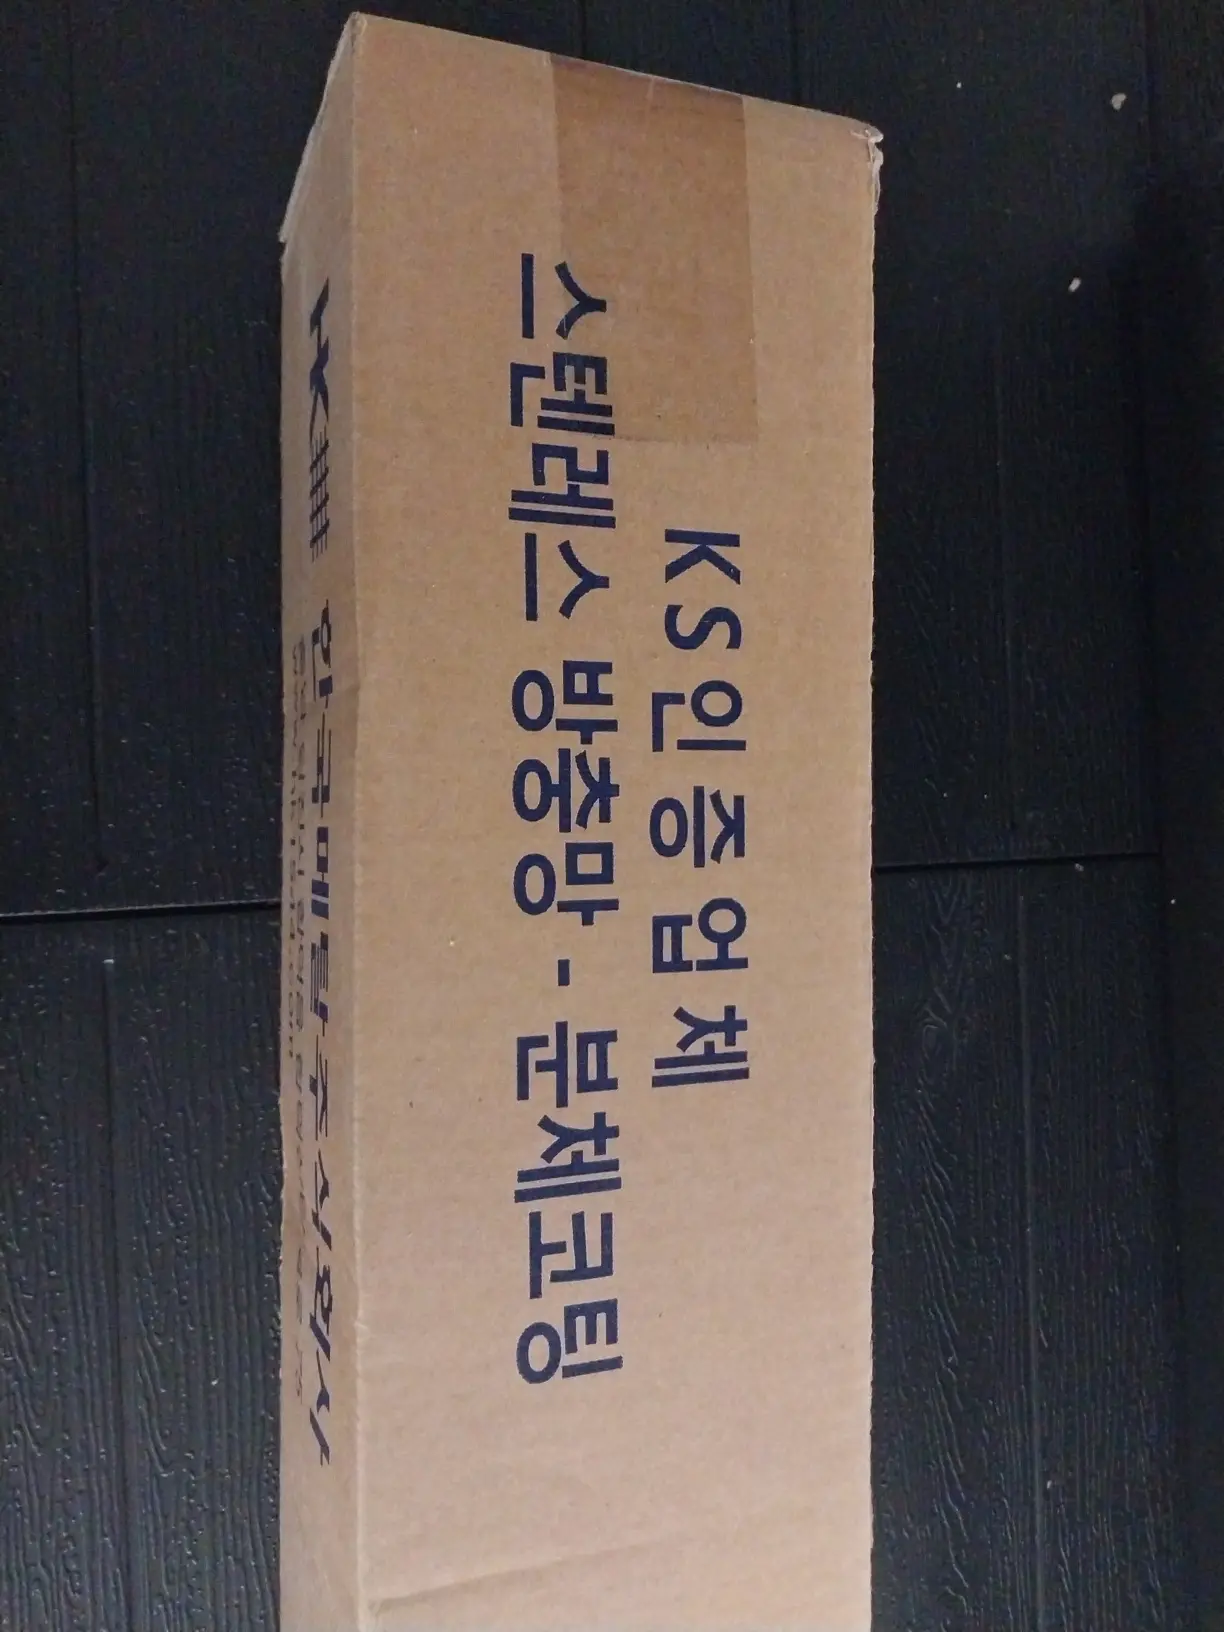 KS인증업체
스텐레스 방충망 - 분체코팅
HK 한국메탈주식회사